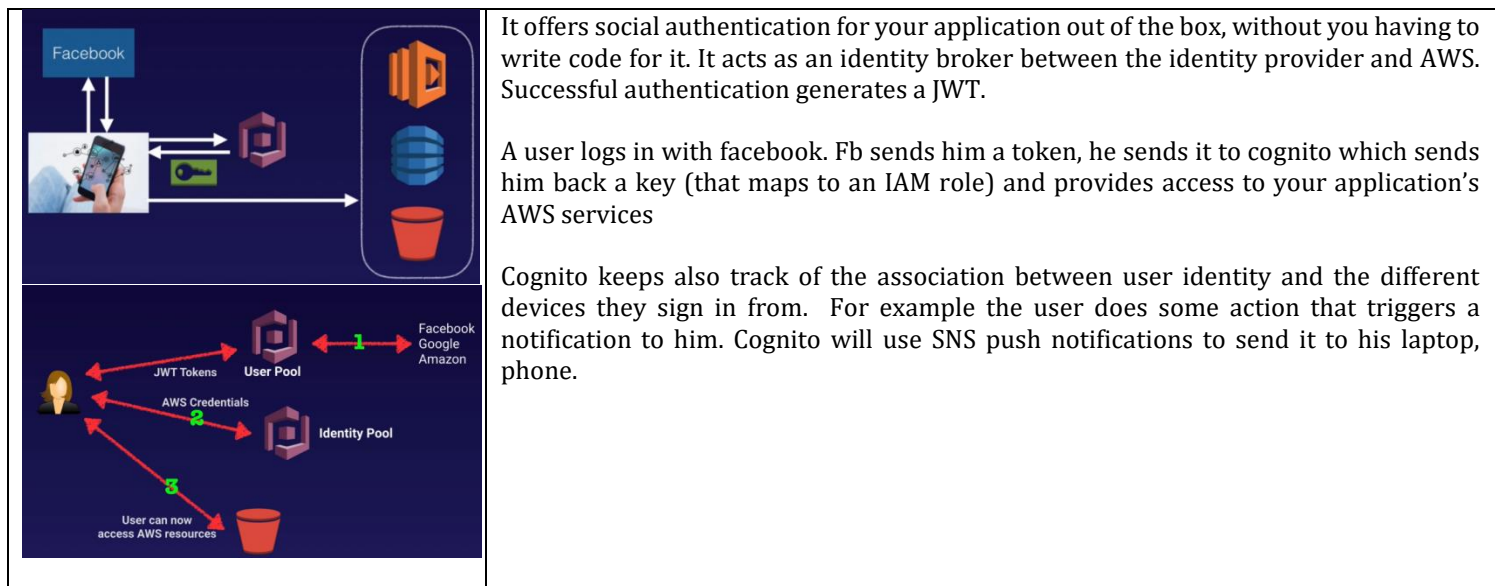 Facebook
It offers social authentication for your application out of the box, without you having to
write code for it. It acts as an identity broker between the identity provider and AWS.
Successful authentication generates a JWT.
A user logs in with facebook. Fb sends him a token, he sends it to cognito which sends
him back a key (that maps to an IAM role) and provides access to your application’s
AWS services
Cognito keeps also track of the association between user identity and the different
devices they sign in from.  For example the user does some action that triggers a
notification to him. Cognito will use SNS push notifications to send it to his laptop,
phone.
1
Facebook
Google
Amazon
JWT Tokens
User Pool
AWS Credentials
2
Identity Pool
3
User can now
access AWS resources